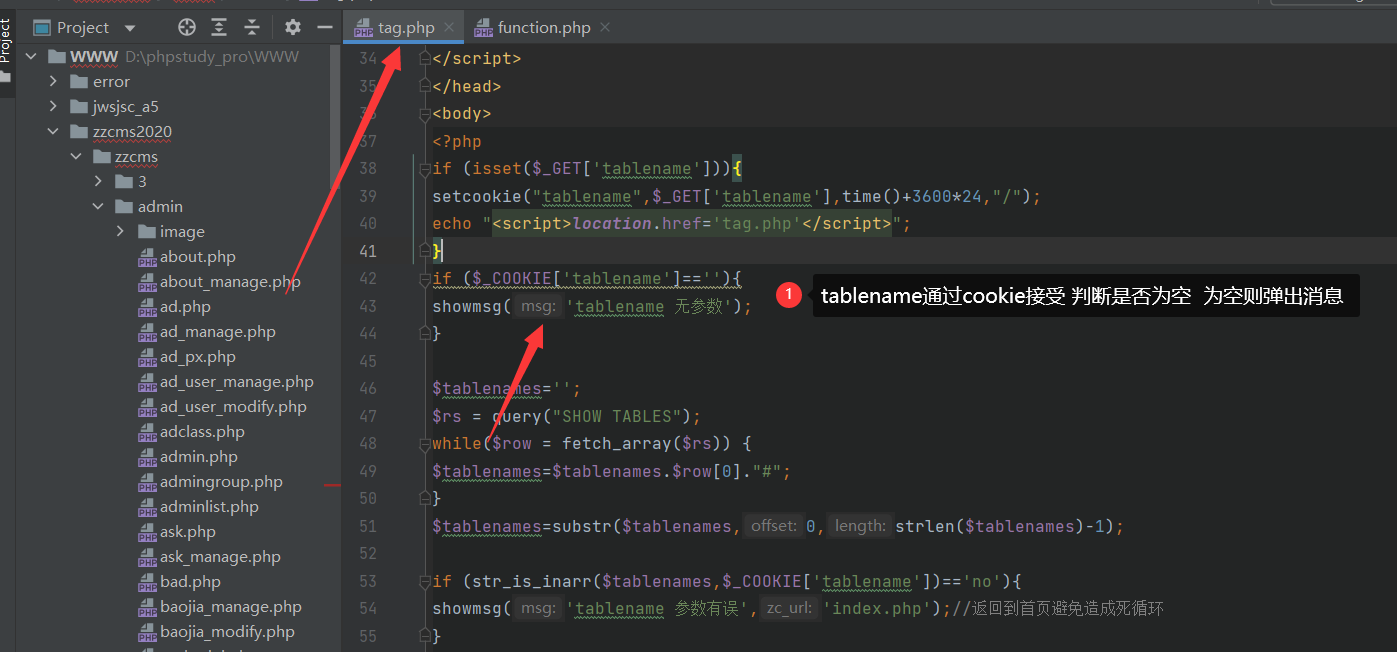 Project
tag.php
function.php
Project
WWW D:\phpstudy_pro\WWW
error
jwsjsc_a5
zzcms2020
zzcms
3
admin
image
about.php
about_manage.php
ad.php
ad_manage.php
ad_px.php
ad_user_manage.php
ad_user_modify.php
adclass.php
admin.php
admingroup.php
adminlist.php
ask.php
ask_manage.php
bad.php
baojia_manage.php
baojia_modify.php
34 </script>
35 </head>
<body>
37 <?php
38 if (isset($_GET['tablename'])){
39 setcookie("tablename",$_GET['tablename'],time()+3600*24,"/");
40 echo "<script>location.href='tag.php'</script>";
41 }
42 if ($_COOKIE['tablename']==''){
43 showmsg( msg: 'tablename 无参数');
44 }
45
46 $tablenames='';
47 $rs = query("SHOW TABLES");
48 while($row = fetch_array($rs)) {
49 $tablenames=$tablenames.$row[0]."#";
50 }
51 $tablenames=substr($tablenames, offset: 0, length: strlen($tablenames)-1);
52
53 if (str_is_inarr($tablenames,$_COOKIE['tablename'])=='no'){
54 showmsg( msg: 'tablename 参数有误', zc_url: 'index.php');//返回到首页避免造成死循环
55 }
1 tablename通过cookie接受 判断是否为空 为空则弹出消息